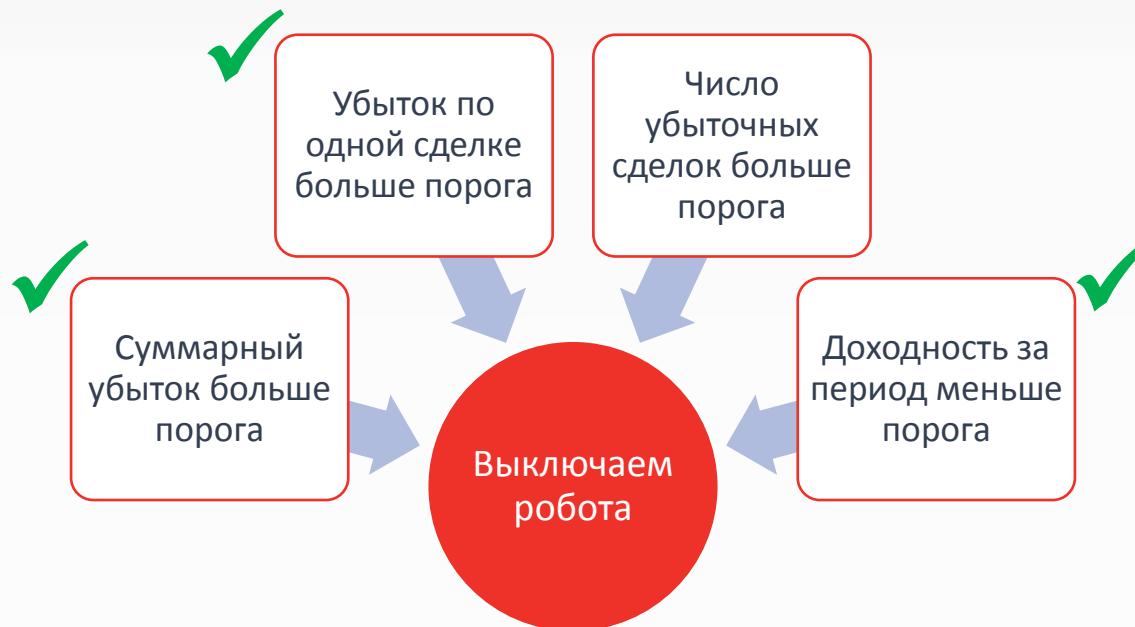 Убыток по
одной сделке
больше порога
Число
убыточных
сделок больше
порога
Суммарный
убыток больше
порога
Доходность за
период меньше
порога
Выключаем
робота